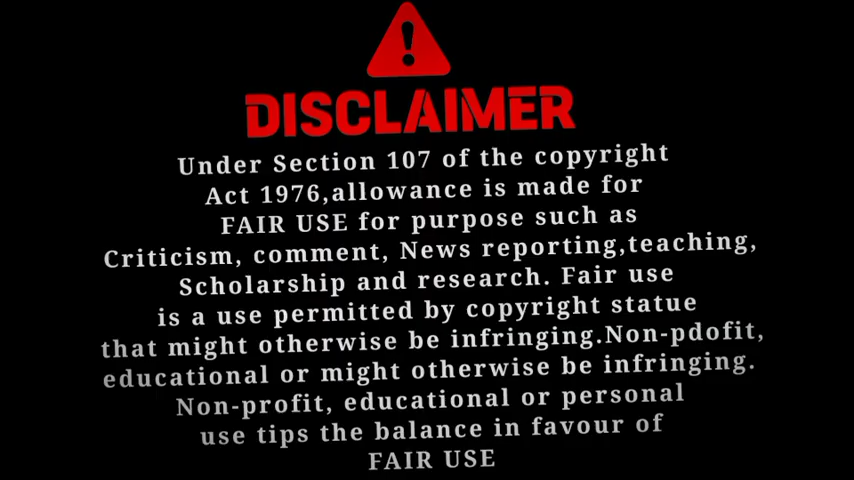 DISCLAIMER
Under Section 107 of the copyright
Act 1976,allowance is made for
FAIR USE for purpose such as
Criticism, comment, News reporting,teaching,
Scholarship and research. Fair use
is a use permitted by copyright statue
that might otherwise be infringing.Non-pdofit,
educational or might otherwise be infringing.
Non-profit, educational or personal
use tips the balance in favour of
FAIR USE